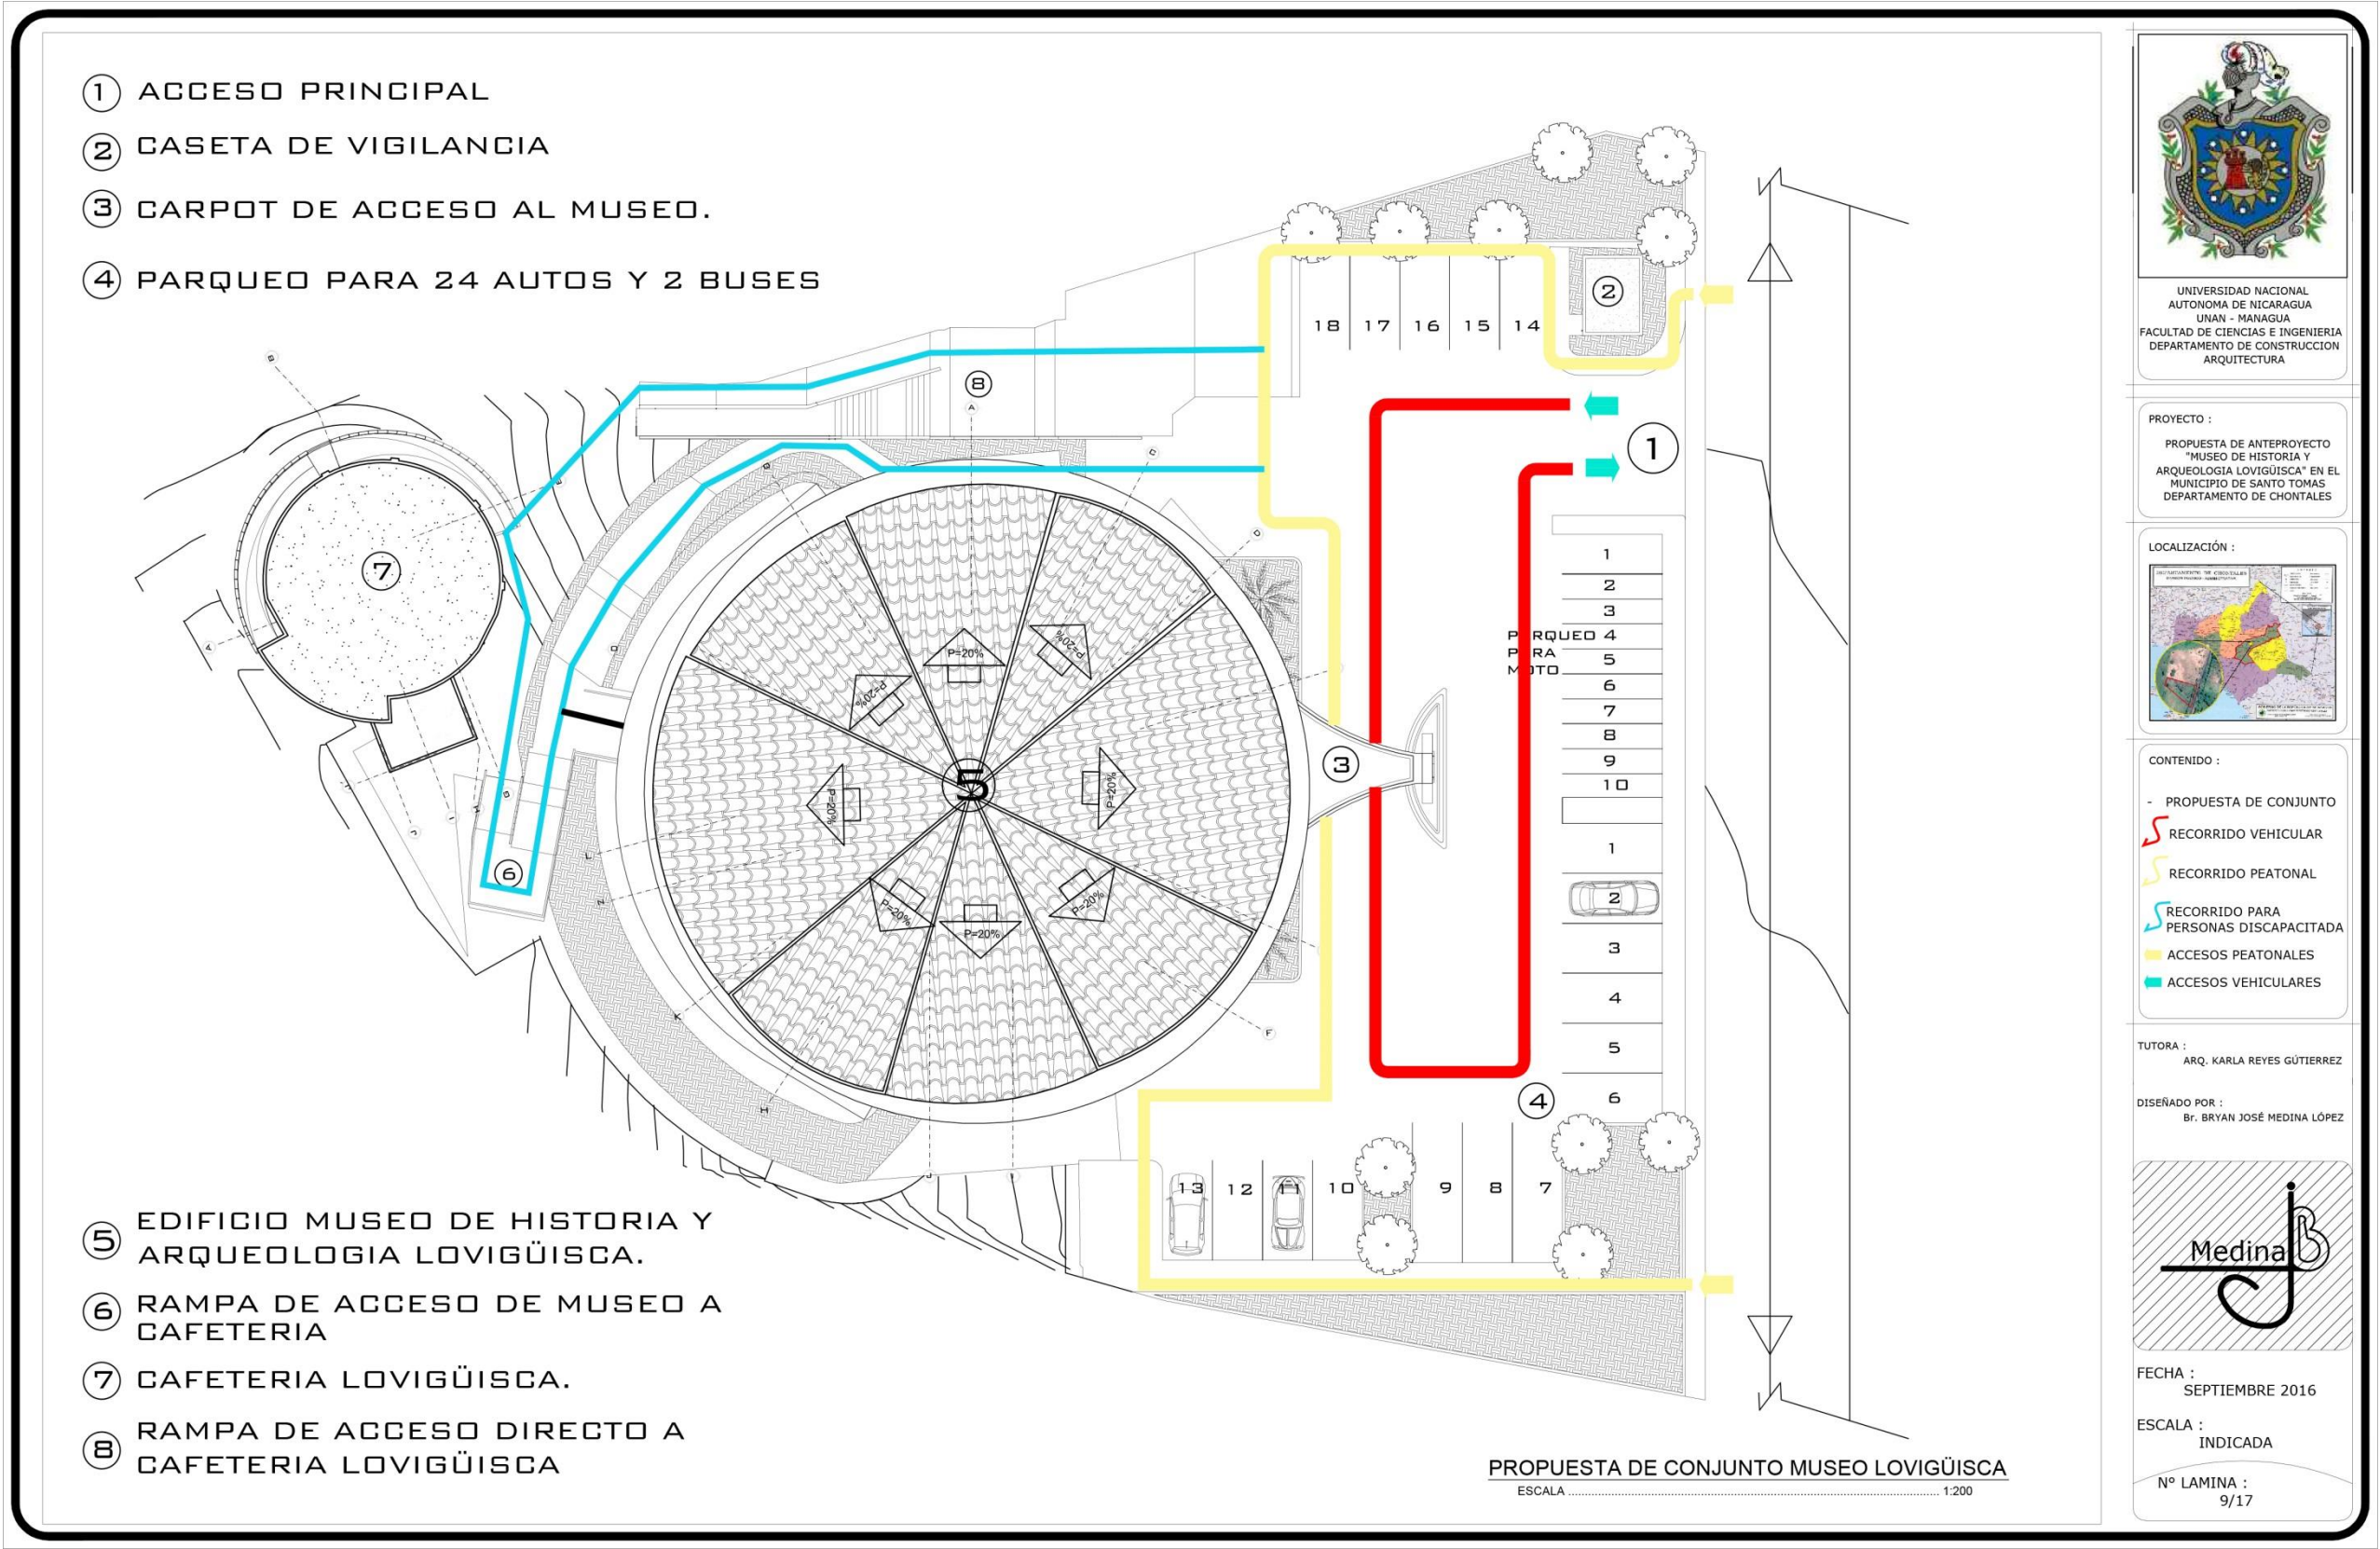 1 ACCESO PRINCIPAL
2 CASETA DE VIGILANCIA
3 CARPOT DE ACCESO AL MUSEO.
4 PARQUEO PARA 24 AUTOS Y 2 BUSES
2
18 17 16 15 14
8
A
B
C
D
1
7
A
1
2
3
PARQUEO 4
PARA
5
MOTO
6
7
8
9
10
P=20%
P=20%
P=20%
P=20%
P=20%
P=20%
P=20%
P=20%
5
3
6
L
N
K
H
F
J
I
J
I
H
1
2
3
4
5
6
4
13 12 11 10 9 8 7
5 EDIFICIO MUSEO DE HISTORIA Y
ARQUEOLOGIA LOVIGÜISCA.
6 RAMPA DE ACCESO DE MUSEO A
CAFETERIA
7 CAFETERIA LOVIGÜISCA.
8 RAMPA DE ACCESO DIRECTO A
CAFETERIA LOVIGÜISCA
PROPUESTA DE CONJUNTO MUSEO LOVIGÜISCA
ESCALA 1:200
UNIVERSIDAD NACIONAL
AUTONOMA DE NICARAGUA
UNAN - MANAGUA
FACULTAD DE CIENCIAS E INGENIERIA
DEPARTAMENTO DE CONSTRUCCION
ARQUITECTURA
PROYECTO :
PROPUESTA DE ANTEPROYECTO
"MUSEO DE HISTORIA Y
ARQUEOLOGIA LOVIGÜISCA" EN EL
MUNICIPIO DE SANTO TOMAS
DEPARTAMENTO DE CHONTALES
LOCALIZACIÓN :
CONTENIDO :
- PROPUESTA DE CONJUNTO
RECORRIDO VEHICULAR
RECORRIDO PEATONAL
RECORRIDO PARA
PERSONAS DISCAPACITADA
ACCESOS PEATONALES
ACCESOS VEHICULARES
TUTORA :
ARQ. KARLA REYES GÚTIERREZ
DISEÑADO POR :
Br. BRYAN JOSÉ MEDINA LÓPEZ
Medina
FECHA :
SEPTIEMBRE 2016
ESCALA :
INDICADA
Nº LAMINA :
9/17